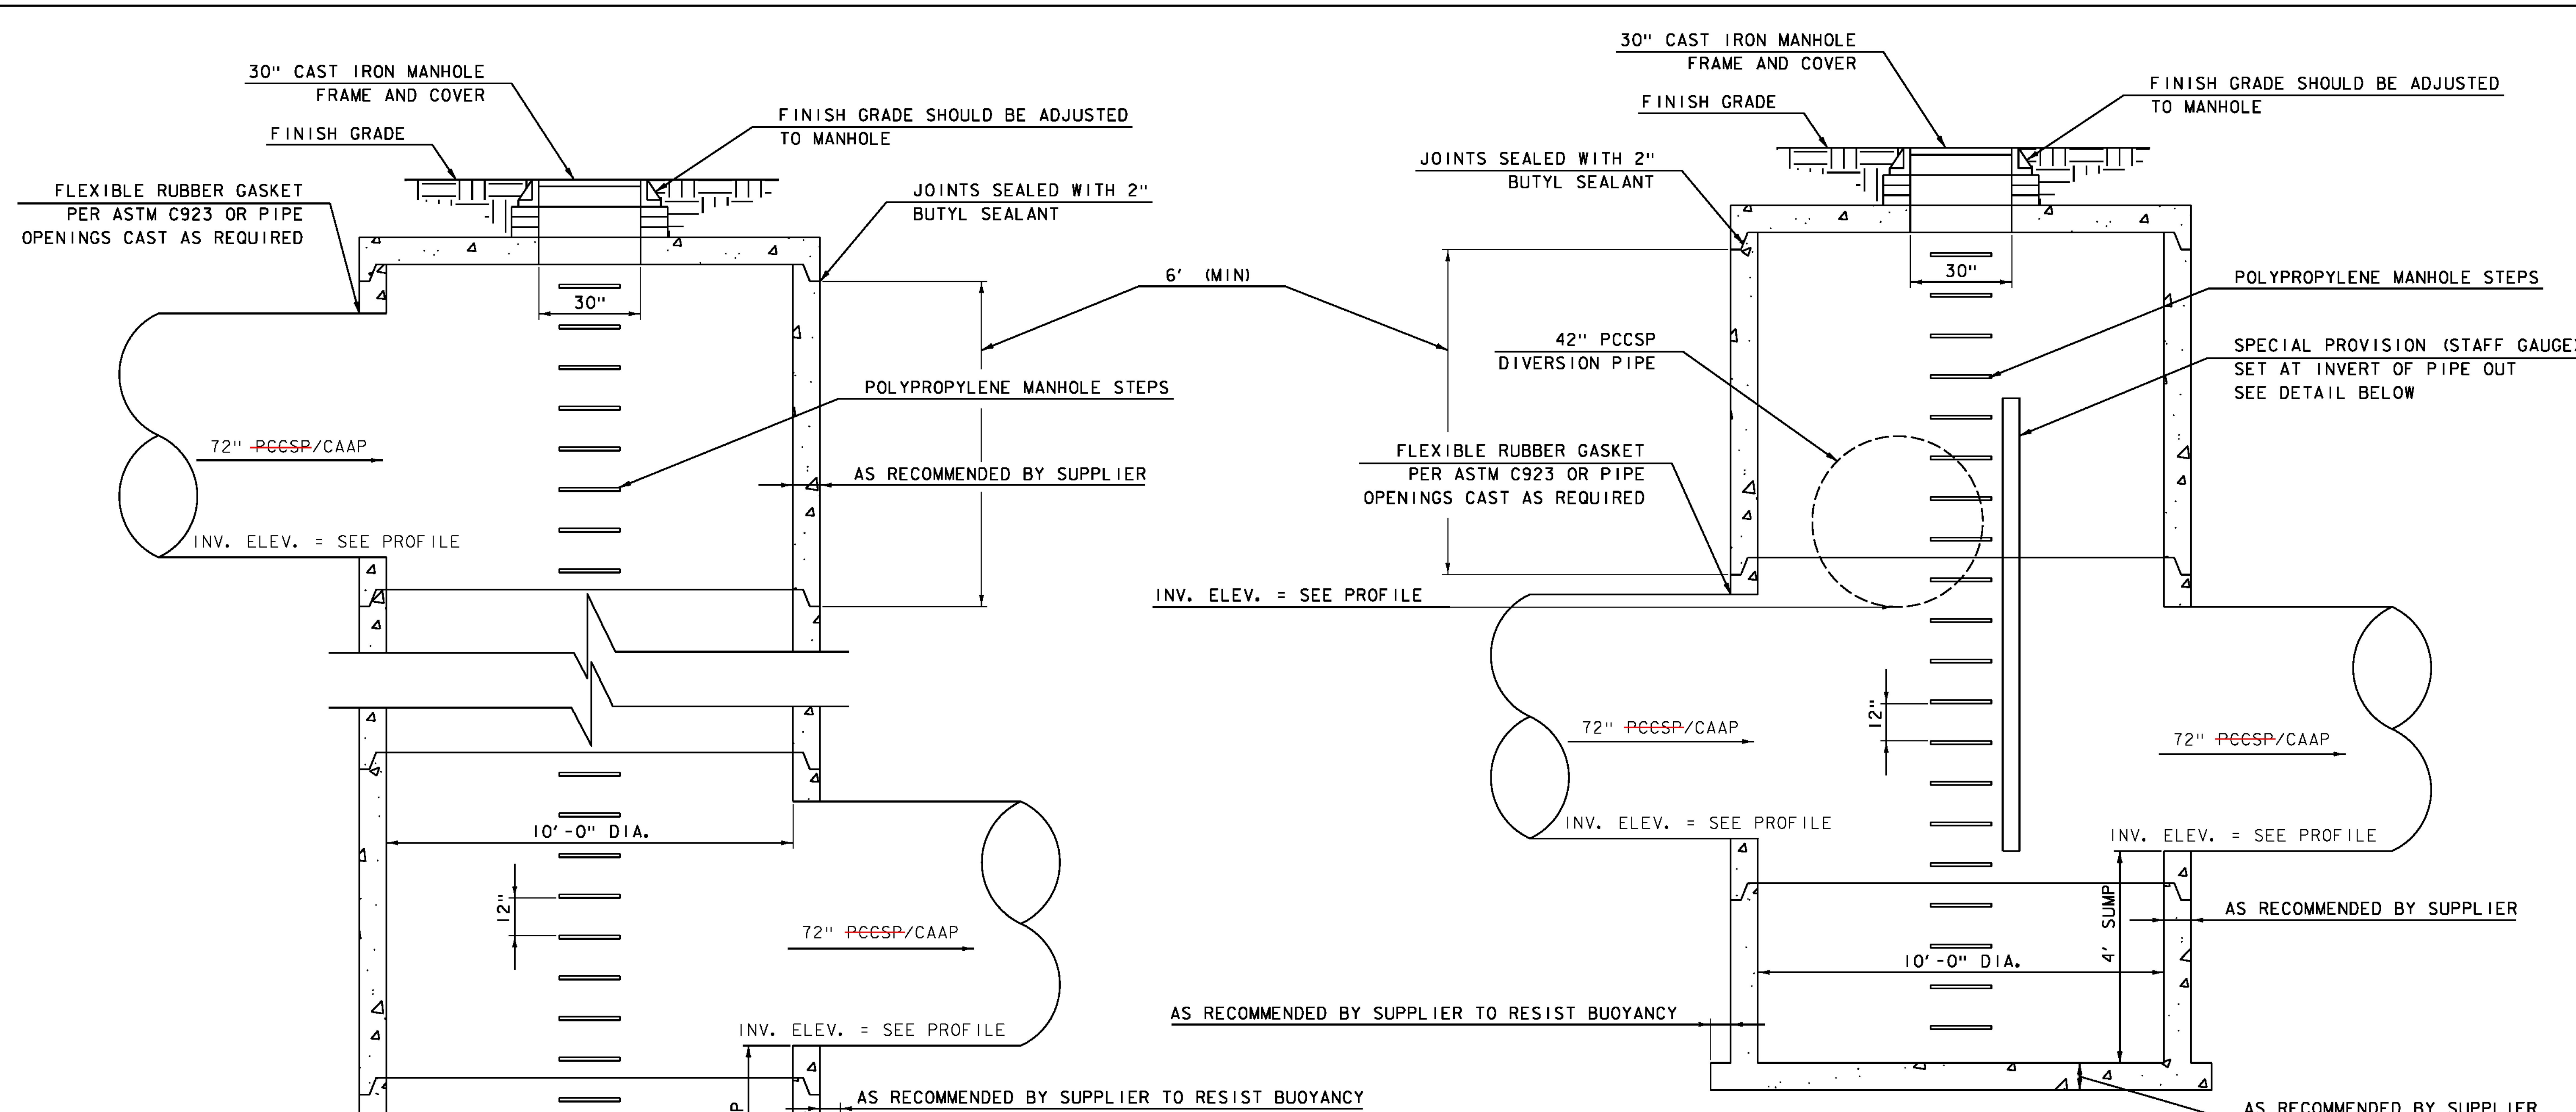 30" CAST IRON MANHOLE
FRAME AND COVER
FINISH GRADE
FINISH GRADE SHOULD BE ADJUSTED
TO MANHOLE
FLEXIBLE RUBBER GASKET
PER ASTM C923 OR PIPE
OPENINGS CAST AS REQUIRED
JOINTS SEALED WITH 2"
BUTYL SEALANT
30"
6' (MIN)
POLYPROPYLENE MANHOLE STEPS
72" PCCSP/CAAP
AS RECOMMENDED BY SUPPLIER
INV. ELEV. = SEE PROFILE
10'-0" DIA.
12"
72" PCCSP/CAAP
INV. ELEV. = SEE PROFILE
P
AS RECOMMENDED BY SUPPLIER TO RESIST BUOYANCY
30" CAST IRON MANHOLE
FRAME AND COVER
FINISH GRADE
FINISH GRADE SHOULD BE ADJUSTED
TO MANHOLE
JOINTS SEALED WITH 2"
BUTYL SEALANT
30"
POLYPROPYLENE MANHOLE STEPS
42" PCCSP
DIVERSION PIPE
SPECIAL PROVISION (STAFF GAUGE)
SET AT INVERT OF PIPE OUT
SEE DETAIL BELOW
FLEXIBLE RUBBER GASKET
PER ASTM C923 OR PIPE
OPENINGS CAST AS REQUIRED
INV. ELEV. = SEE PROFILE
12"
72" PCCSP/CAAP
72" PCCSP/CAAP
INV. ELEV. = SEE PROFILE
INV. ELEV. = SEE PROFILE
4' SUMP
AS RECOMMENDED BY SUPPLIER
10'-0" DIA.
AS RECOMMENDED BY SUPPLIER TO RESIST BUOYANCY
AS RECOMMENDED BY SUPPLIER